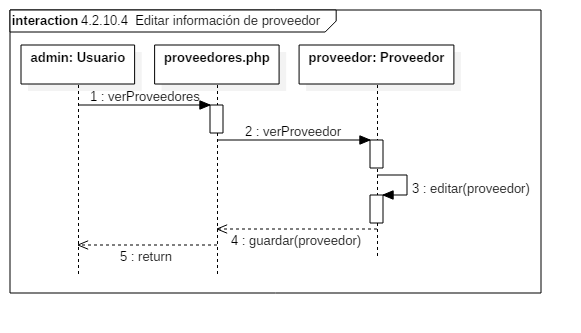 interaction 4.2.10.4 Editar información de proveedor
admin: Usuario
proveedores.php
proveedor: Proveedor
1 : verProveedores
2 : verProveedor
3 : editar(proveedor)
4 : guardar(proveedor)
5 : return